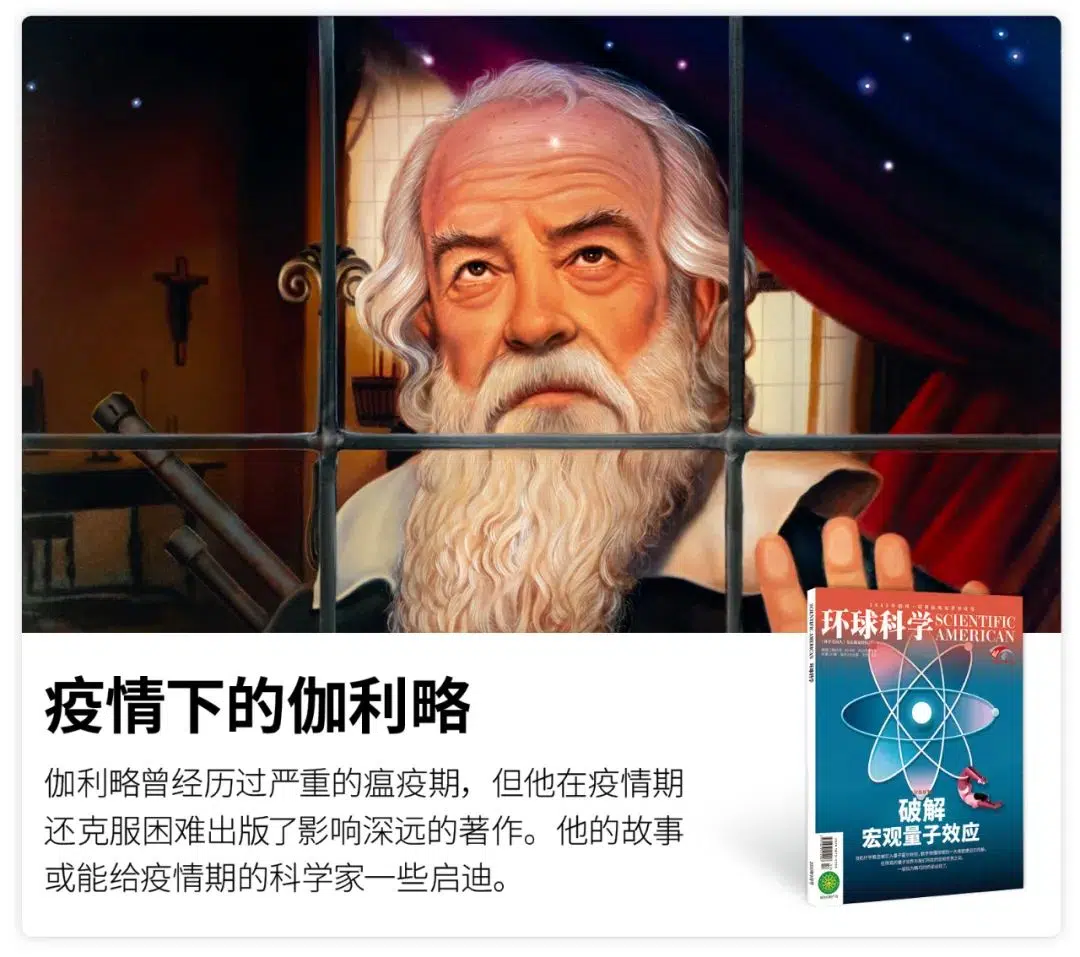 疫情下的伽利略
伽利略曾经历过严重的瘟疫期，但他在疫情期
还克服困难出版了影响深远的著作。他的故事
或能给疫情期的科学家一些启迪。
环球科学
SCIENTIFIC
AMERICAN
破解
宏观量子效应